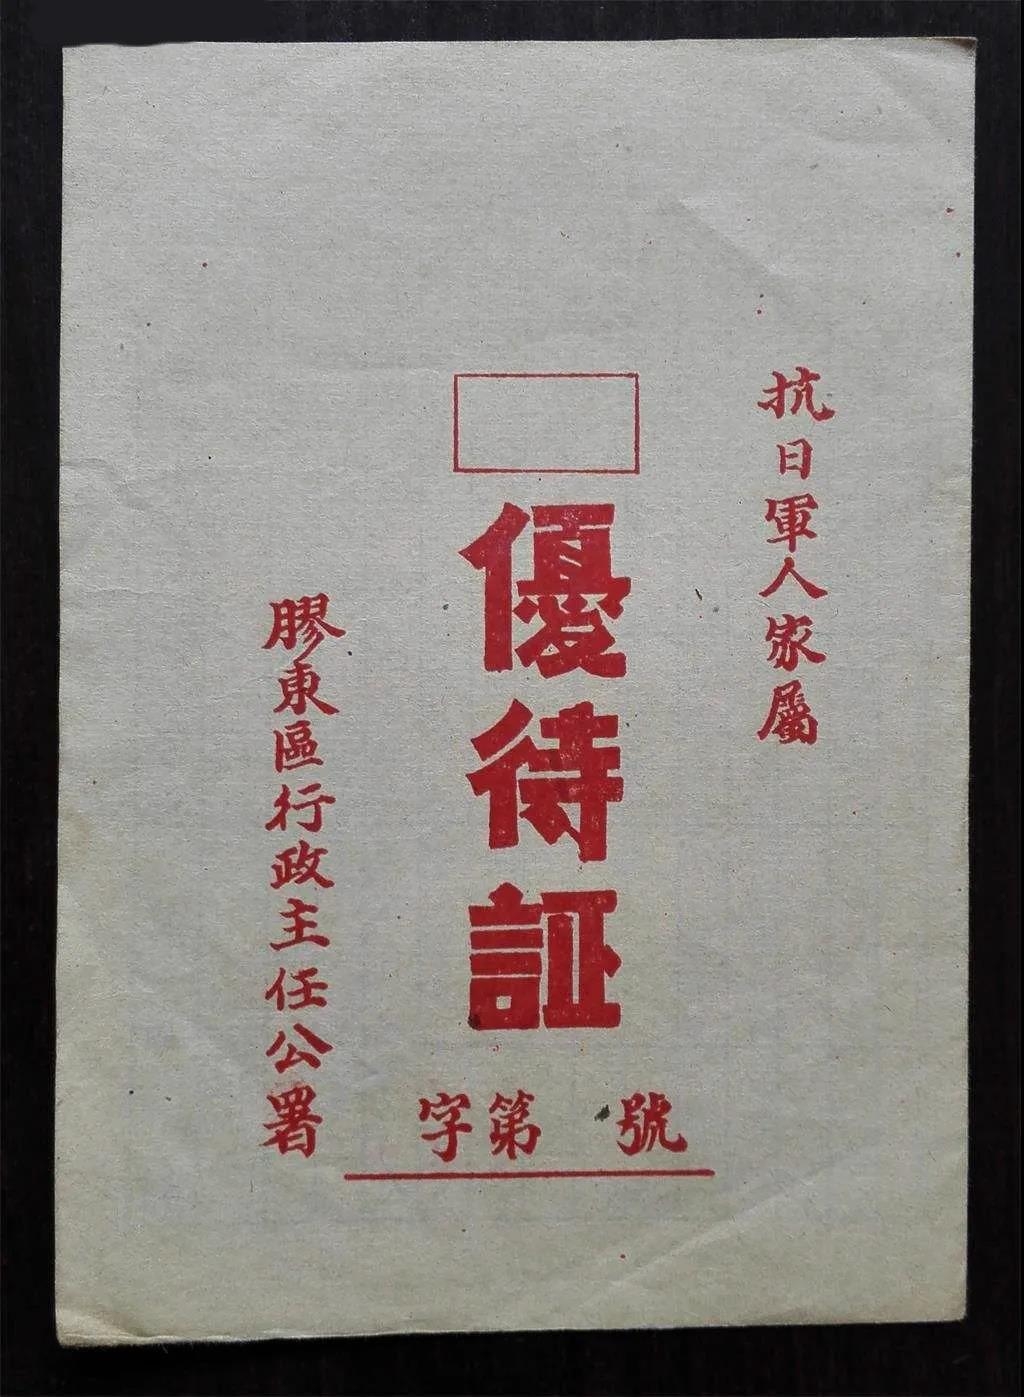 抗日軍人家屬
優待証
字第 號
膠東區行政主任公署